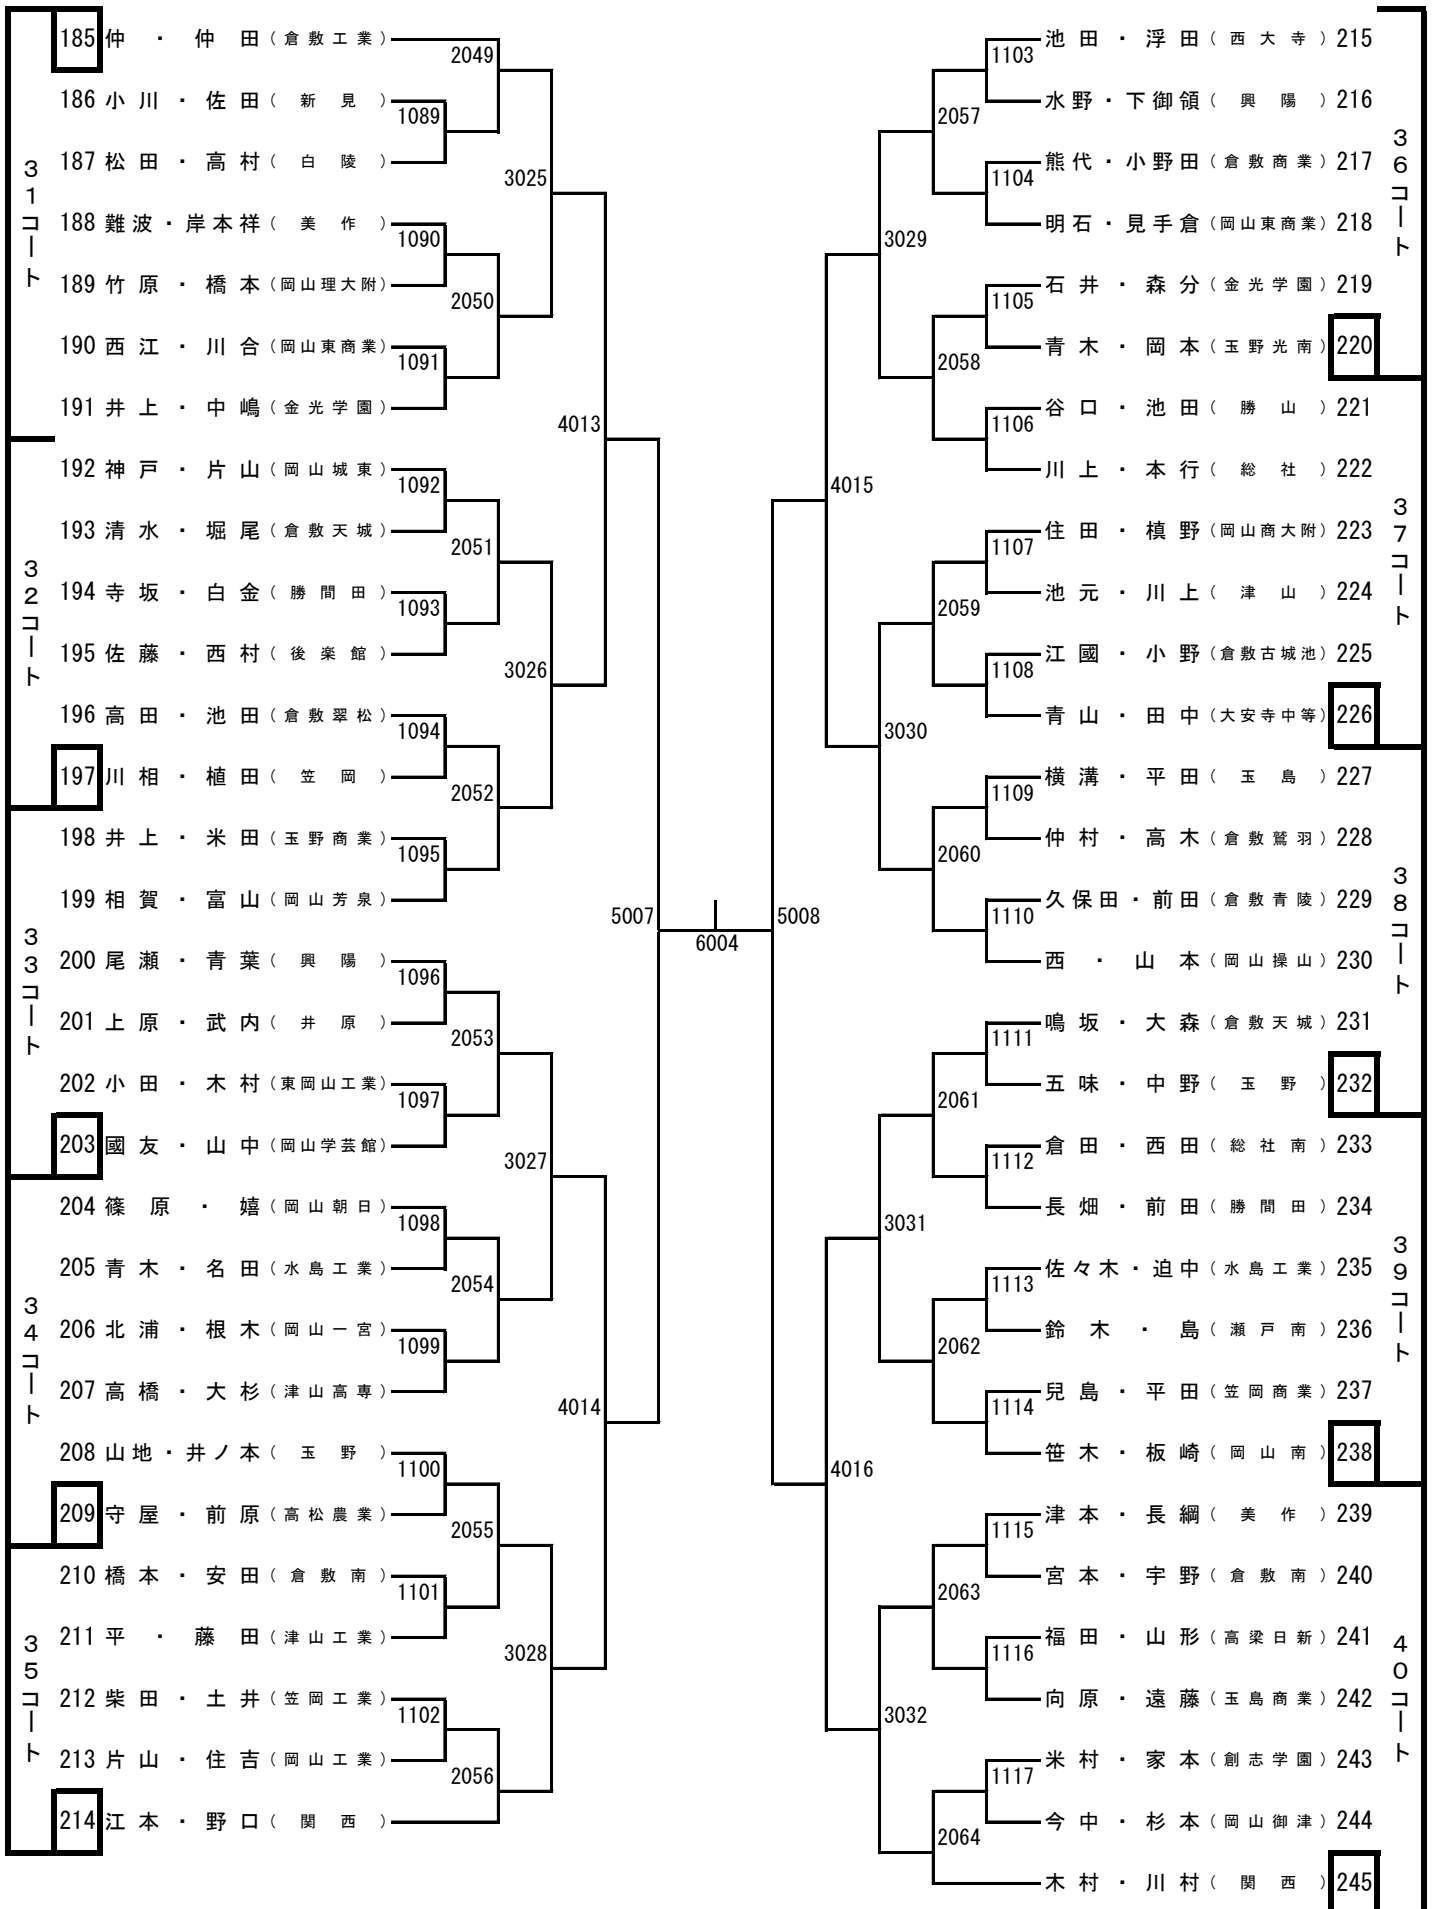 185 仲・仲田（倉敷工業）
186 小川・佐田（新見）
187 松田・高村（白陵）
188 難波・岸本祥（美作）
189 竹原・橋本（岡山理大附）
190 西江・川合（岡山東商業）
191 井上・中嶋（金光学園）
192 神戸・片山（岡山城東）
193 清水・堀尾（倉敷天城）
194 寺坂・白金（勝間田）
195 佐藤・西村（後楽館）
196 高田・池田（倉敷翠松）
197 川相・植田（笠岡）
198 井上・米田（玉野商業）
199 相賀・富山（岡山芳泉）
200 尾瀬・青葉（興陽）
201 上原・武内（井原）
202 小田・木村（東岡山工業）
203 國友・山中（岡山学芸館）
204 篠原・嬉（岡山朝日）
205 青木・名田（水島工業）
206 北浦・根木（岡山一宮）
207 高橋・大杉（津山高専）
208 山地・井ノ本（玉野）
209 守屋・前原（高松農業）
210 橋本・安田（倉敷南）
211 平・藤田（津山工業）
212 柴田・土井（笠岡工業）
213 片山・住吉（岡山工業）
214 江本・野口（関西）
31コート
32コート
33コート
34コート
35コート
1089
1090
1091
1092
1093
1094
1095
1096
1097
1098
1099
1100
1101
1102
2049
2050
2051
2052
2053
2054
2055
2056
3025
3026
3027
3028
4013
4014
5007
6004
5008
4015
4016
3029
3030
3031
3032
2057
2058
2059
2060
2061
2062
2063
2064
1103
1104
1105
1106
1107
1108
1109
1110
1111
1112
1113
1114
1115
1116
1117
池田・浮田（西大寺）215
水野・下御領（興陽）216
熊代・小野田（倉敷商業）217
明石・見手倉（岡山東商業）218
石井・森分（金光学園）219
青木・岡本（玉野光南）220
谷口・池田（勝山）221
川上・本行（総社）222
住田・槙野（岡山商大附）223
池元・川上（津山）224
江國・小野（倉敷古城池）225
青山・田中（大安寺中等）226
横溝・平田（玉島）227
仲村・高木（倉敷鷲羽）228
久保田・前田（倉敷青陵）229
西・山本（岡山操山）230
鳴坂・大森（倉敷天城）231
五味・中野（玉野）232
倉田・西田（総社南）233
長畑・前田（勝間田）234
佐々木・迫中（水島工業）235
鈴木・島（瀬戸南）236
兒島・平田（笠岡商業）237
笹木・板崎（岡山南）238
津本・長綱（美作）239
宮本・宇野（倉敷南）240
福田・山形（高梁日新）241
向原・遠藤（玉島商業）242
米村・家本（創志学園）243
今中・杉本（岡山御津）244
木村・川村（関西）245
36コート
37コート
38コート
39コート
40コート